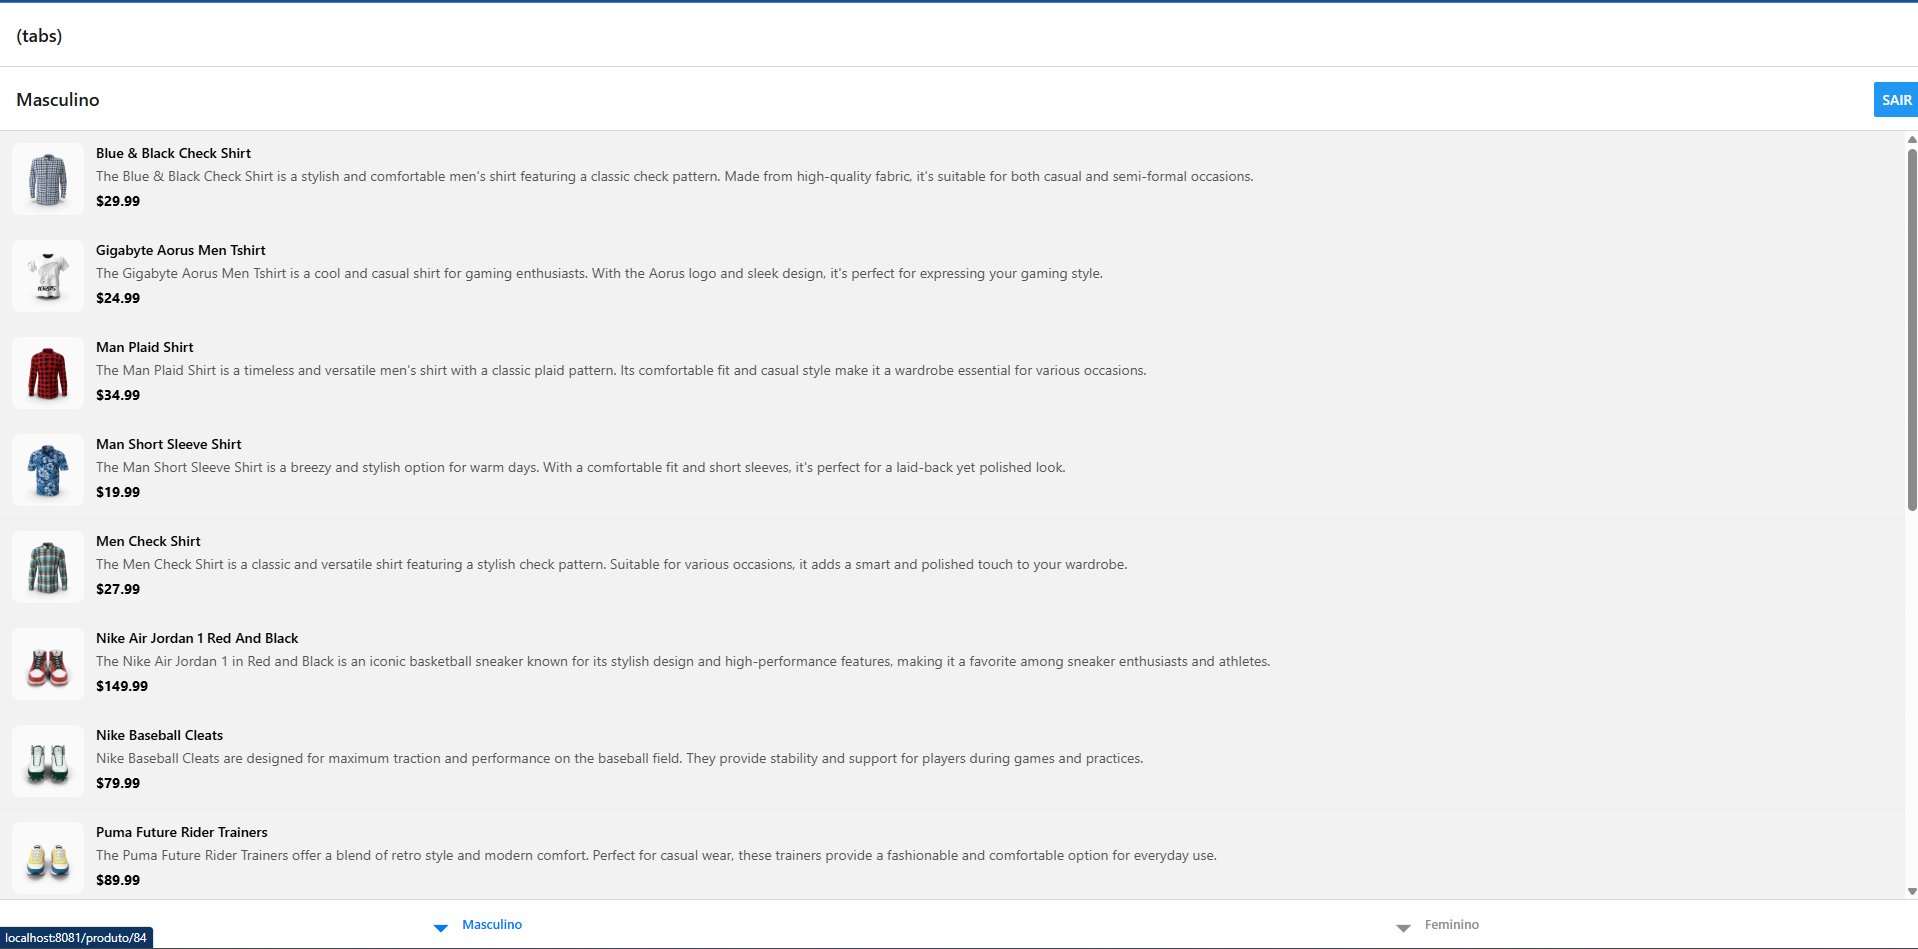 (tabs)
Masculino
SAIR
Blue & Black Check Shirt
The Blue & Black Check Shirt is a stylish and comfortable men's shirt featuring a classic check pattern. Made from high-quality fabric, it's suitable for both casual and semi-formal occasions.
$29.99
Gigabyte Aorus Men Tshirt
The Gigabyte Aorus Men Tshirt is a cool and casual shirt for gaming enthusiasts. With the Aorus logo and sleek design, it's perfect for expressing your gaming style.
$24.99
Man Plaid Shirt
The Man Plaid Shirt is a timeless and versatile men's shirt with a classic plaid pattern. Its comfortable fit and casual style make it a wardrobe essential for various occasions.
$34.99
Man Short Sleeve Shirt
The Man Short Sleeve Shirt is a breezy and stylish option for warm days. With a comfortable fit and short sleeves, it's perfect for a laid-back yet polished look.
$19.99
Men Check Shirt
The Men Check Shirt is a classic and versatile shirt featuring a stylish check pattern. Suitable for various occasions, it adds a smart and polished touch to your wardrobe.
$27.99
Nike Air Jordan 1 Red And Black
The Nike Air Jordan 1 in Red and Black is an iconic basketball sneaker known for its stylish design and high-performance features, making it a favorite among sneaker enthusiasts and athletes.
$149.99
Nike Baseball Cleats
Nike Baseball Cleats are designed for maximum traction and performance on the baseball field. They provide stability and support for players during games and practices.
$79.99
Puma Future Rider Trainers
The Puma Future Rider Trainers offer a blend of retro style and modern comfort. Perfect for casual wear, these trainers provide a fashionable and comfortable option for everyday use.
$89.99
Masculino
Feminino
localhost:8081/produto/84